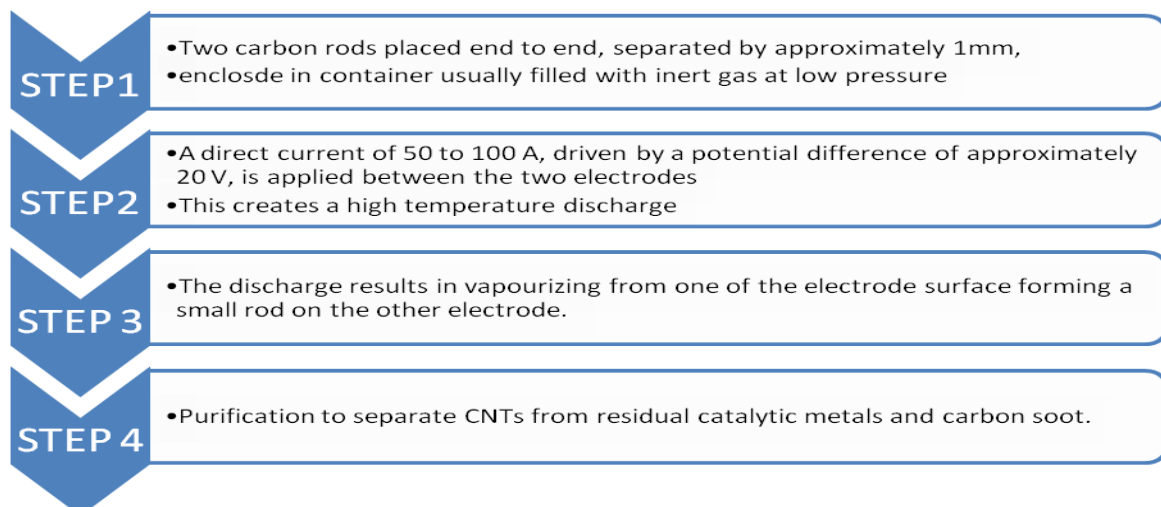 STEP1
•Two carbon rods placed end to end, separated by approximately 1mm,
•enclosde in container usually filled with inert gas at low pressure
STEP2
•A direct current of 50 to 100 A, driven by a potential difference of approximately
20 V, is applied between the two electrodes
•This creates a high temperature discharge
STEP 3
•The discharge results in vapourizing from one of the electrode surface forming a
small rod on the other electrode.
STEP 4
•Purification to separate CNTs from residual catalytic metals and carbon soot.